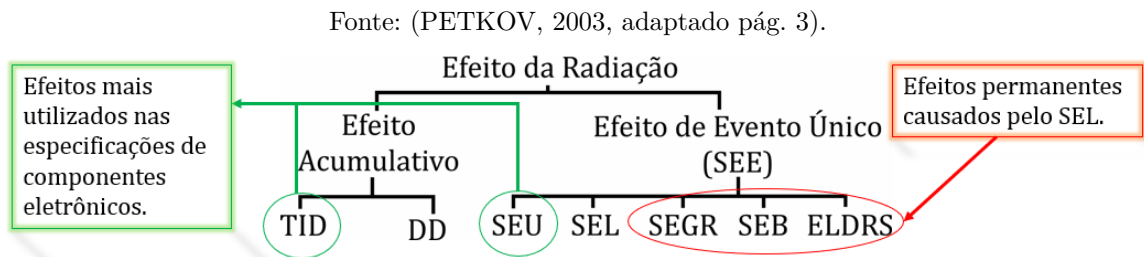 Fonte: (PETKOV, 2003, adaptado pág. 3).
Efeitos mais
utilizados nas
especificações de
componentes
eletrônicos.
Efeito da Radiação
Efeito
Acumulativo
Efeito de Evento Único
(SEE)
Efeitos permanentes
causados pelo SEL.
TID DD SEU SEL SEGR SEB ELDRS